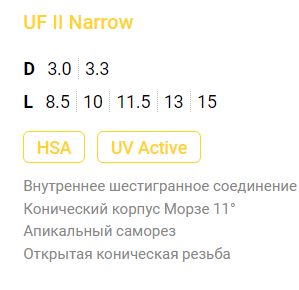 UF II Narrow
D 3.0 3.3
L 8.5 10 11.5 13 15
HSA UV Active
Внутреннее шестигранное соединение
Конический корпус Морзе 11°
Апикальный саморез
Открытая коническая резьба